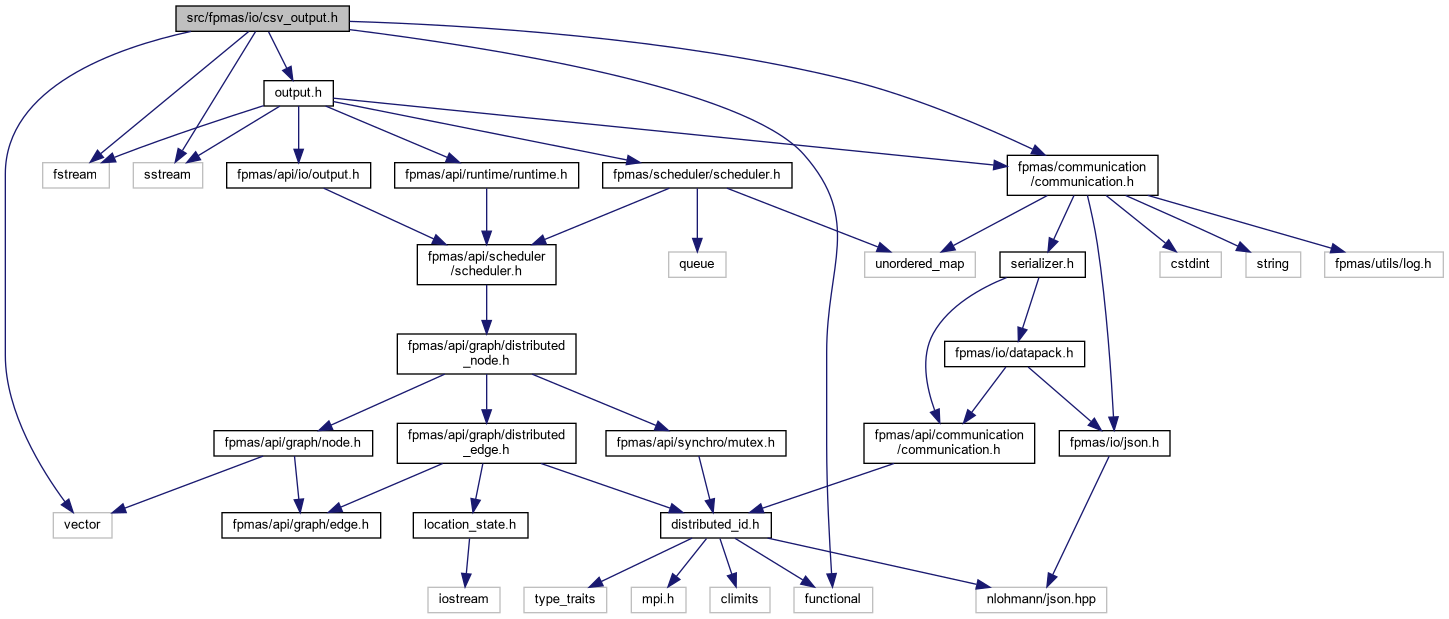 src/fpmas/io/csv_output.h
output.h
fstream
sstream
fpmas/api/io/output.h
fpmas/api/runtime/runtime.h
fpmas/scheduler/scheduler.h
fpmas/communication
/communication.h
fpmas/api/scheduler
/scheduler.h
queue
unordered_map
serializer.h
cstdint
string
fpmas/utils/log.h
fpmas/api/graph/distributed
_node.h
fpmas/io/datapack.h
fpmas/api/graph/node.h
fpmas/api/graph/distributed
_edge.h
fpmas/api/synchro/mutex.h
fpmas/api/communication
/communication.h
fpmas/io/json.h
vector
fpmas/api/graph/edge.h
location_state.h
distributed_id.h
iostream
type_traits
mpi.h
climits
functional
nlohmann/json.hpp